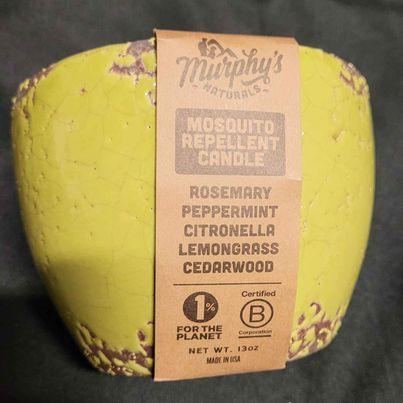 Murphy's
NATURALS
MOSQUITO
REPELLENT
CANDLE
ROSEMARY
PEPPERMINT
CITRONELLA
LEMONGRASS
CEDARWOOD
1%
FOR THE
PLANET
Certified
B
Corporation
NET WT. 13oz
MADE IN USA